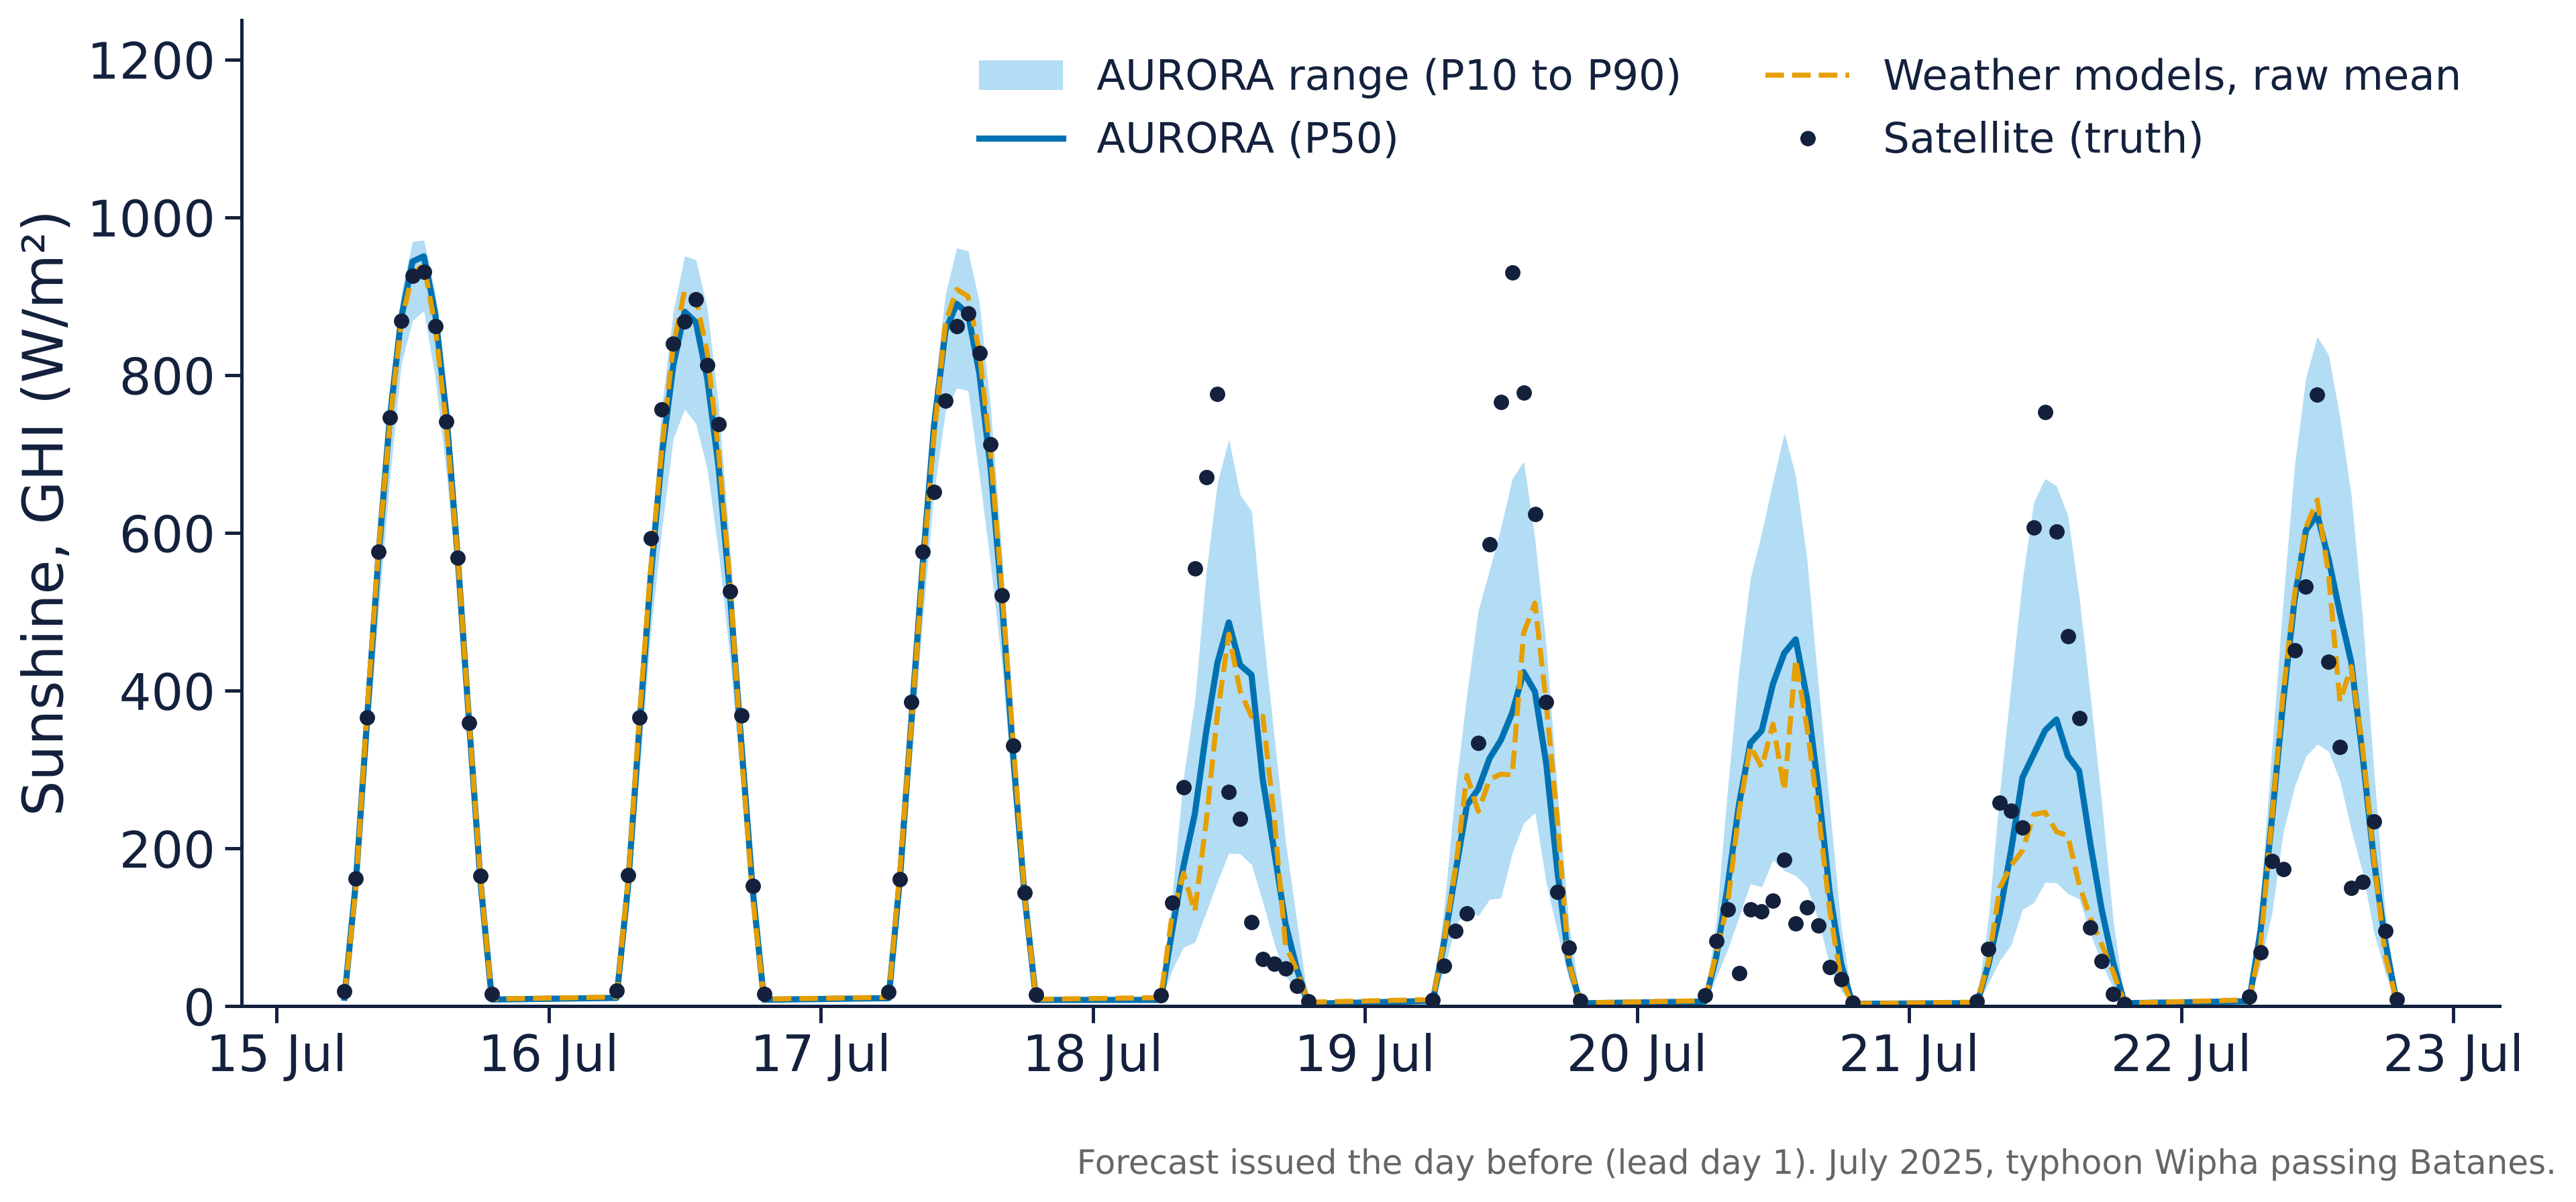 Sunshine, GHI (W/m²)
1200
1000
800
600
400
200
0
AURORA range (P10 to P90)
AURORA (P50)
Weather models, raw mean
Satellite (truth)
15 Jul
16 Jul
17 Jul
18 Jul
19 Jul
20 Jul
21 Jul
22 Jul
23 Jul
Forecast issued the day before (lead day 1). July 2025, typhoon Wipha passing Batanes.